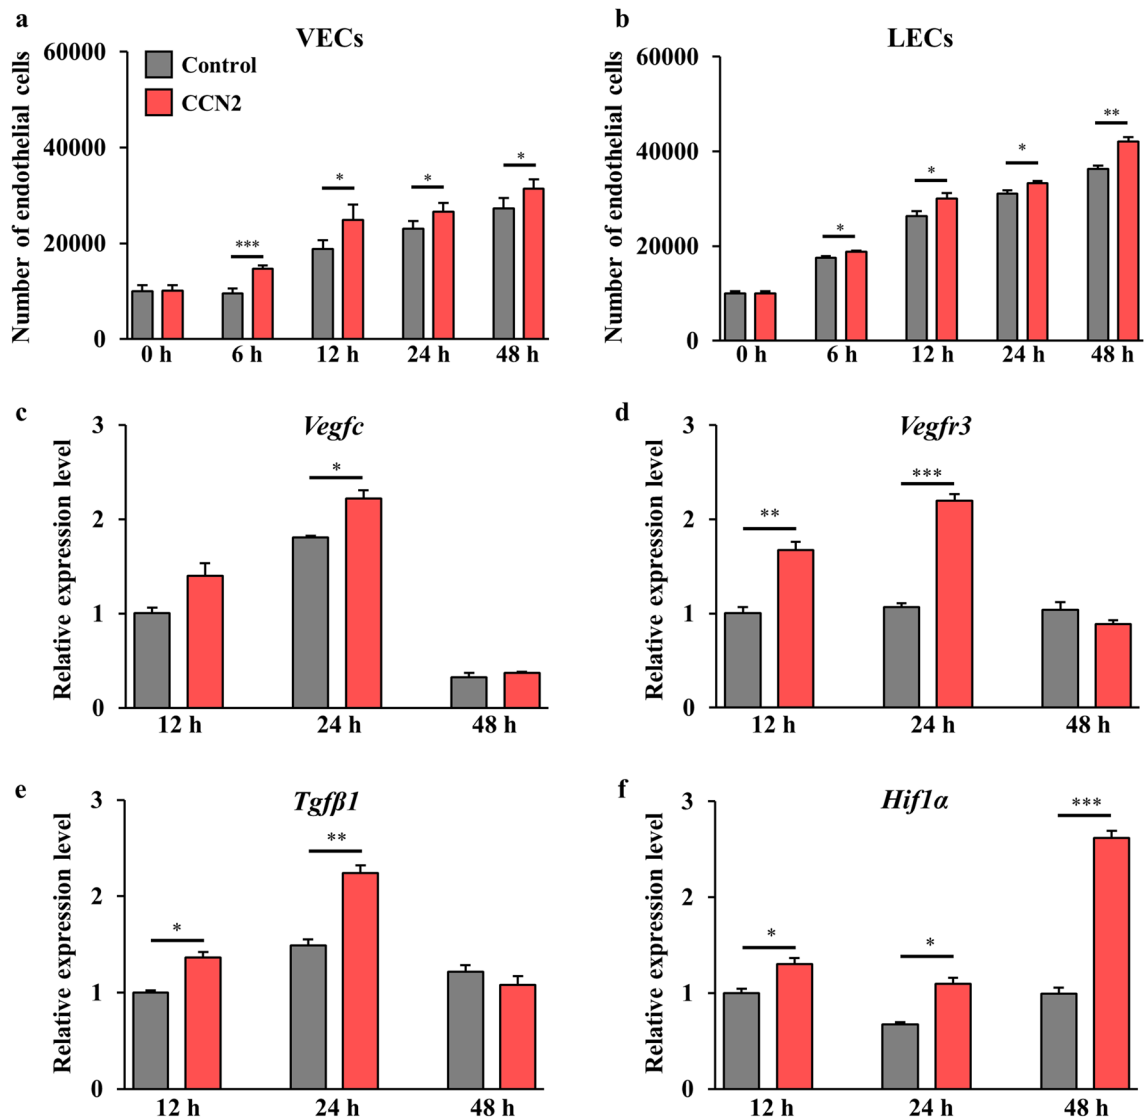 a
VECs
Number of endothelial cells
60000
40000
20000
0
Control
CCN2
***
*
*
*
0 h 6 h 12 h 24 h 48 h
b
LECs
Number of endothelial cells
60000
40000
20000
0
*
*
*
**
0 h 6 h 12 h 24 h 48 h
c
Vegfc
Relative expression level
3
2
1
0
*
12 h 24 h 48 h
d
Vegfr3
Relative expression level
3
2
1
0
**
***
12 h 24 h 48 h
e
Tgfβ1
Relative expression level
3
2
1
0
*
**
12 h 24 h 48 h
f
Hif1α
Relative expression level
3
2
1
0
*
*
***
12 h 24 h 48 h